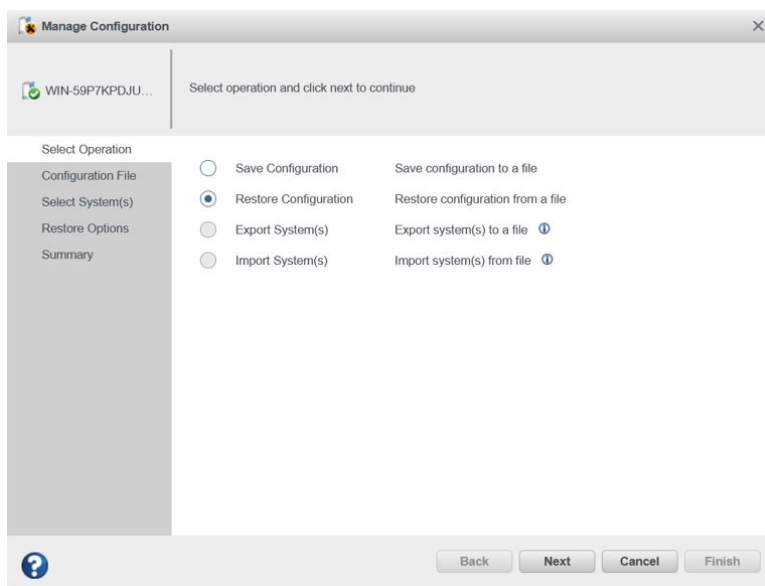 Manage Configuration
WIN-59P7KPDJU...
Select operation and click next to continue
Select Operation
Configuration File
Select System(s)
Restore Options
Summary
Save Configuration Save configuration to a file
Restore Configuration Restore configuration from a file
Export System(s) Export system(s) to a file
Import System(s) Import system(s) from file
Back Next Cancel Finish